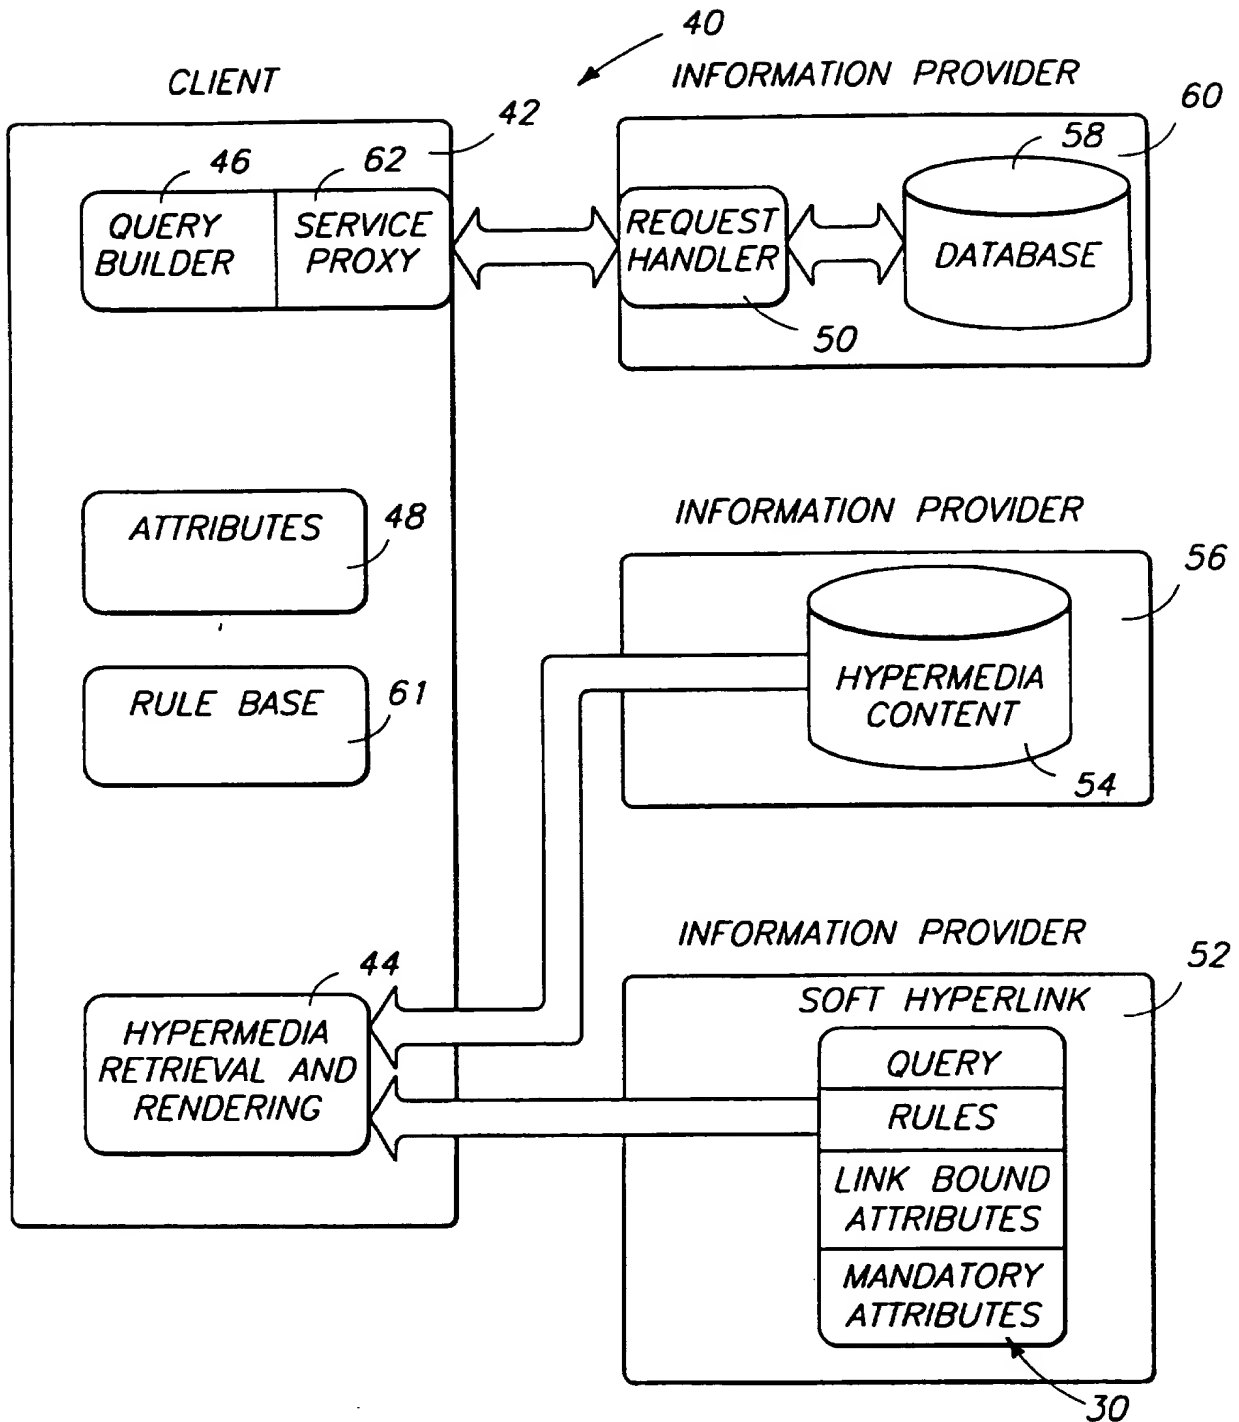 40
CLIENT
INFORMATION PROVIDER
42
60
46
62
58
QUERY
BUILDER
SERVICE
PROXY
REQUEST
HANDLER
DATABASE
50
ATTRIBUTES
48
INFORMATION PROVIDER
56
RULE BASE
61
HYPERMEDIA
CONTENT
54
INFORMATION PROVIDER
44
52
HYPERMEDIA
RETRIEVAL AND
RENDERING
SOFT HYPERLINK
QUERY
RULES
LINK BOUND
ATTRIBUTES
MANDATORY
ATTRIBUTES
30